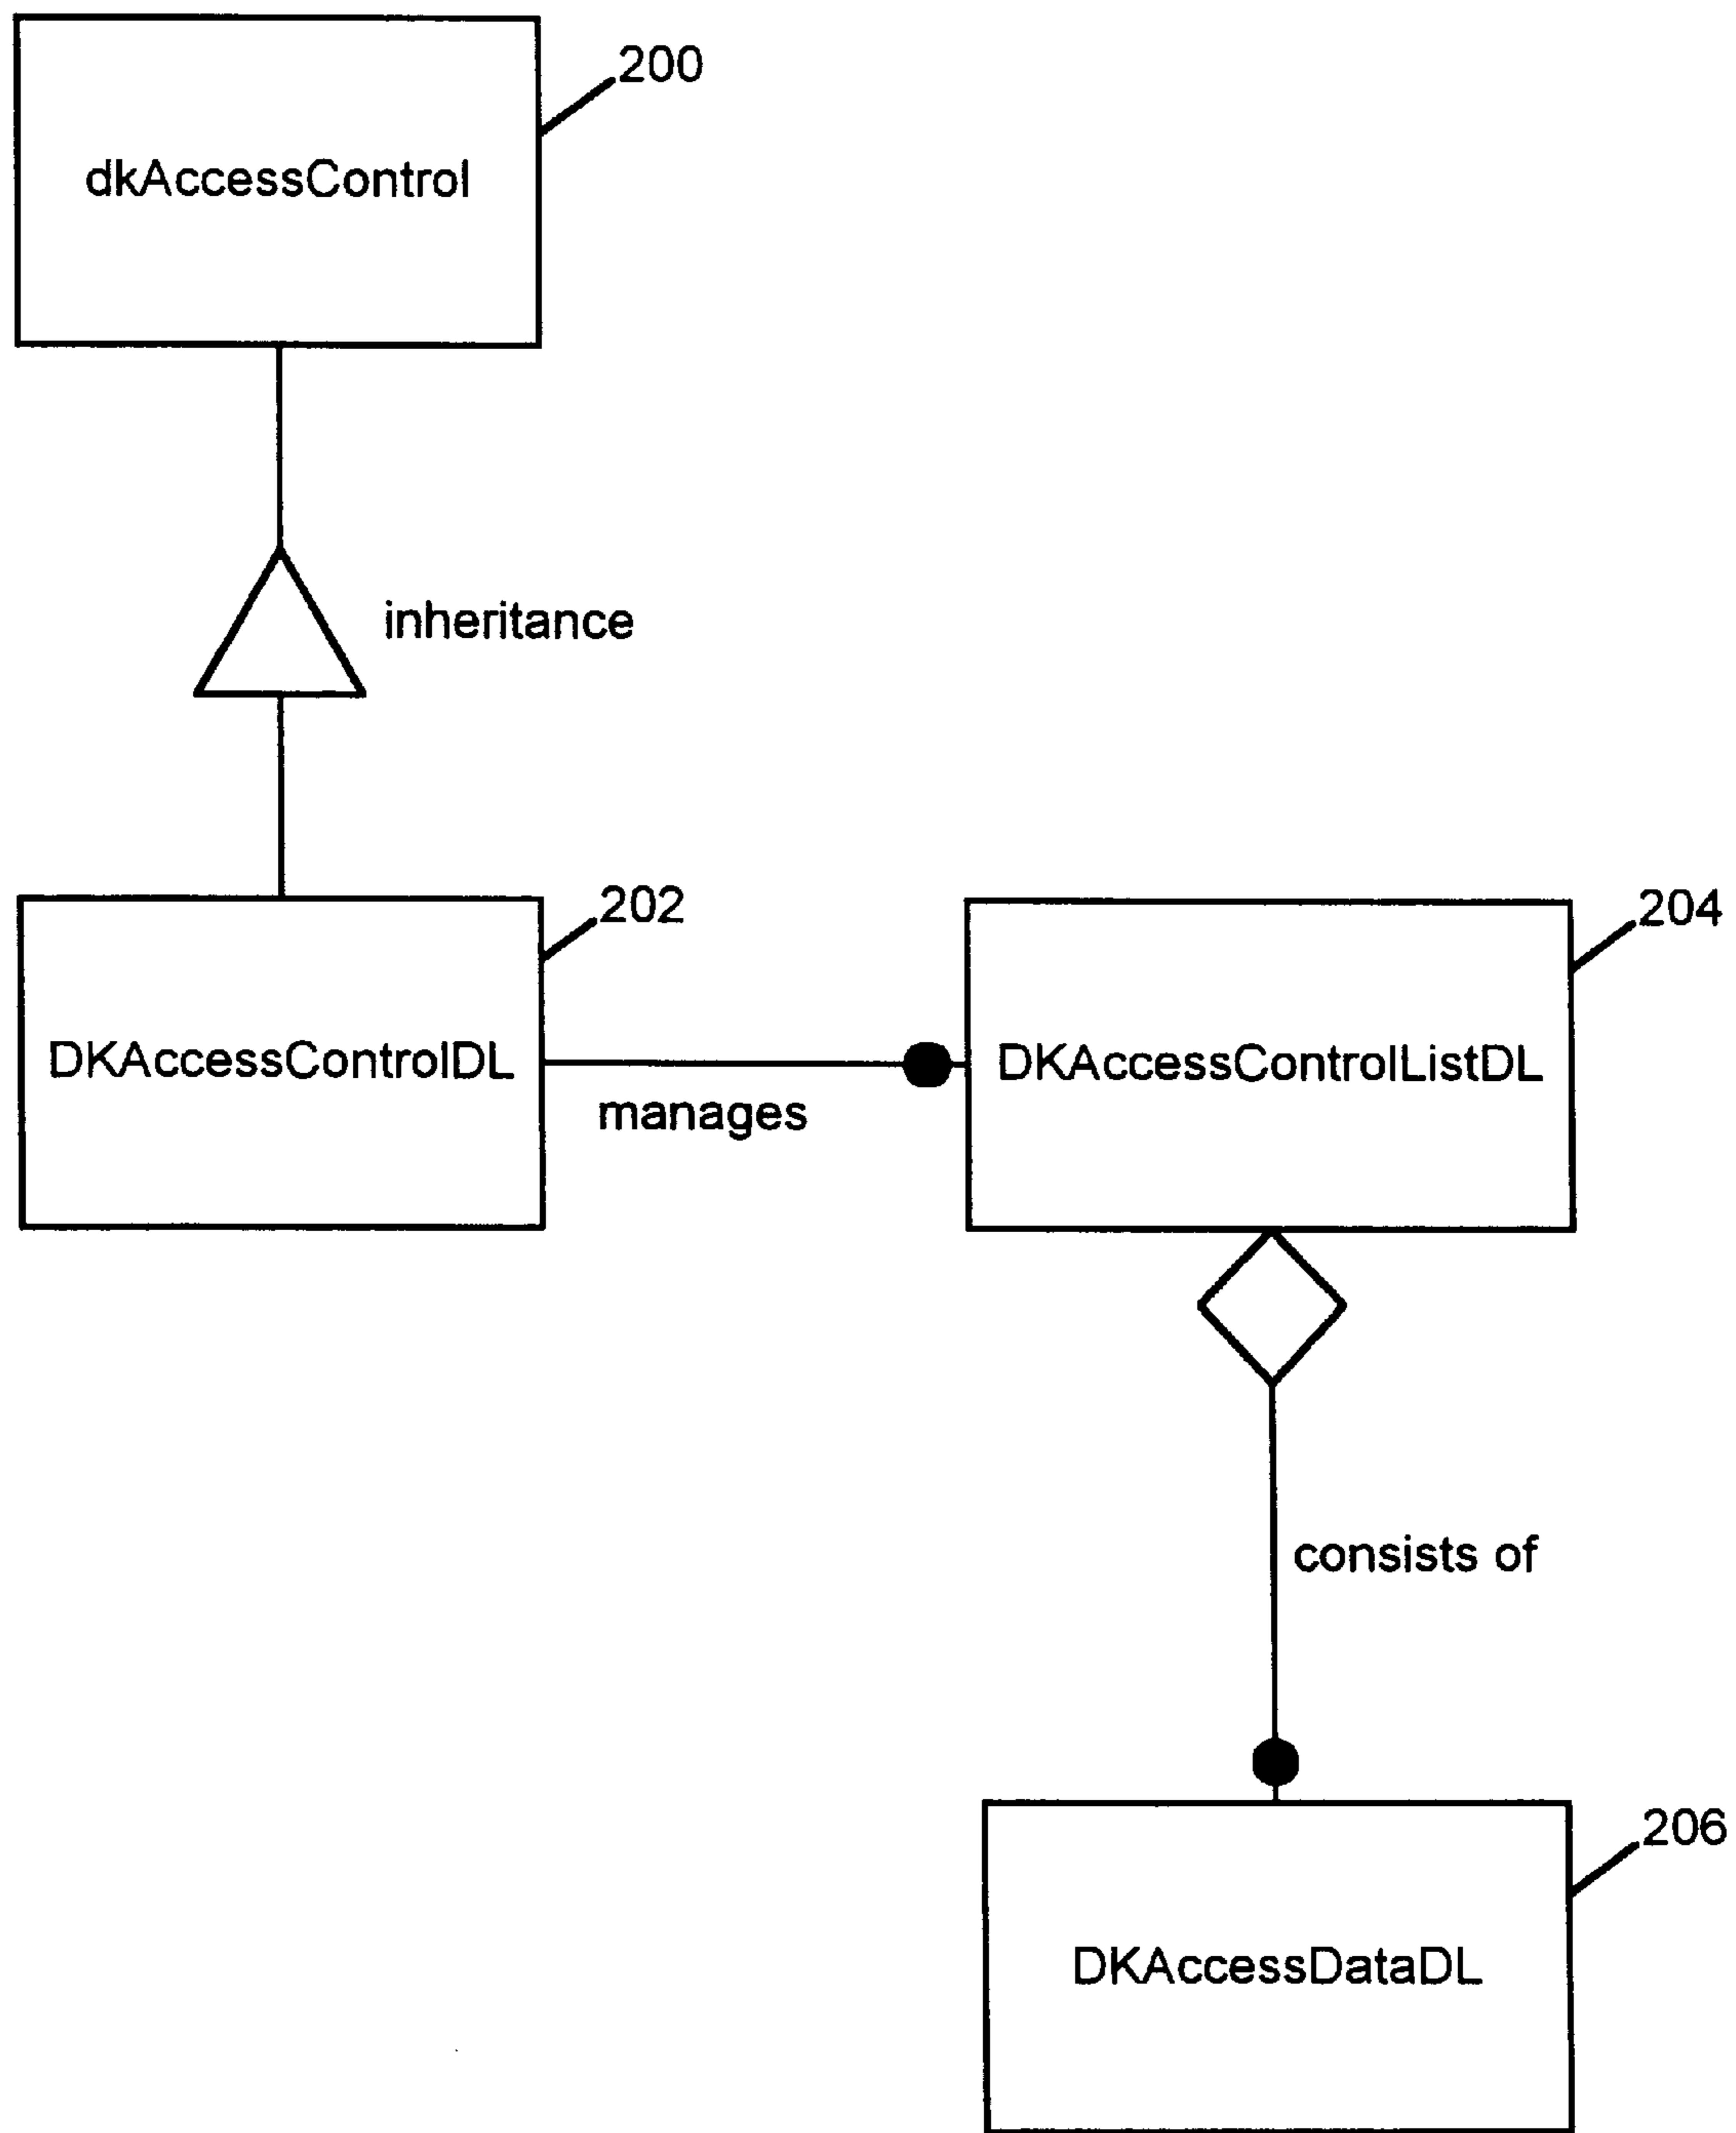 200
dkAccessControl
inheritance
202
204
DKAccessControlDL
DKAccessControlListDL
manages
consists of
206
DKAccessDataDL